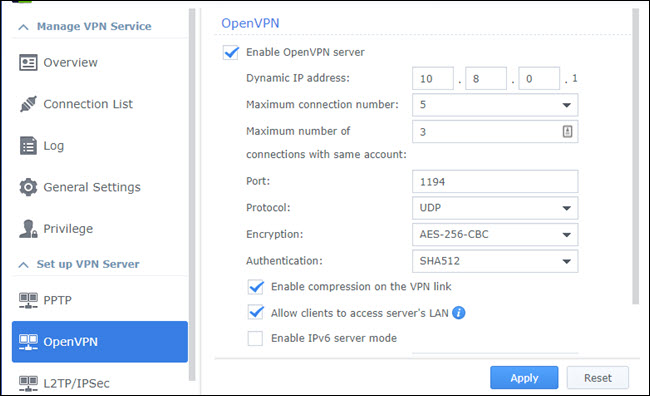 Manage VPN Service
Overview
Connection List
Log
General Settings
Privilege
Set up VPN Server
PPTP
OpenVPN
L2TP/IPSec
OpenVPN
Enable OpenVPN server
Dynamic IP address: 10 . 8 . 0 . 1
Maximum connection number: 5
Maximum number of 3
connections with same account:
Port: 1194
Protocol: UDP
Encryption: AES-256-CBC
Authentication: SHA512
Enable compression on the VPN link
Allow clients to access server's LAN i
Enable IPv6 server mode
Apply Reset